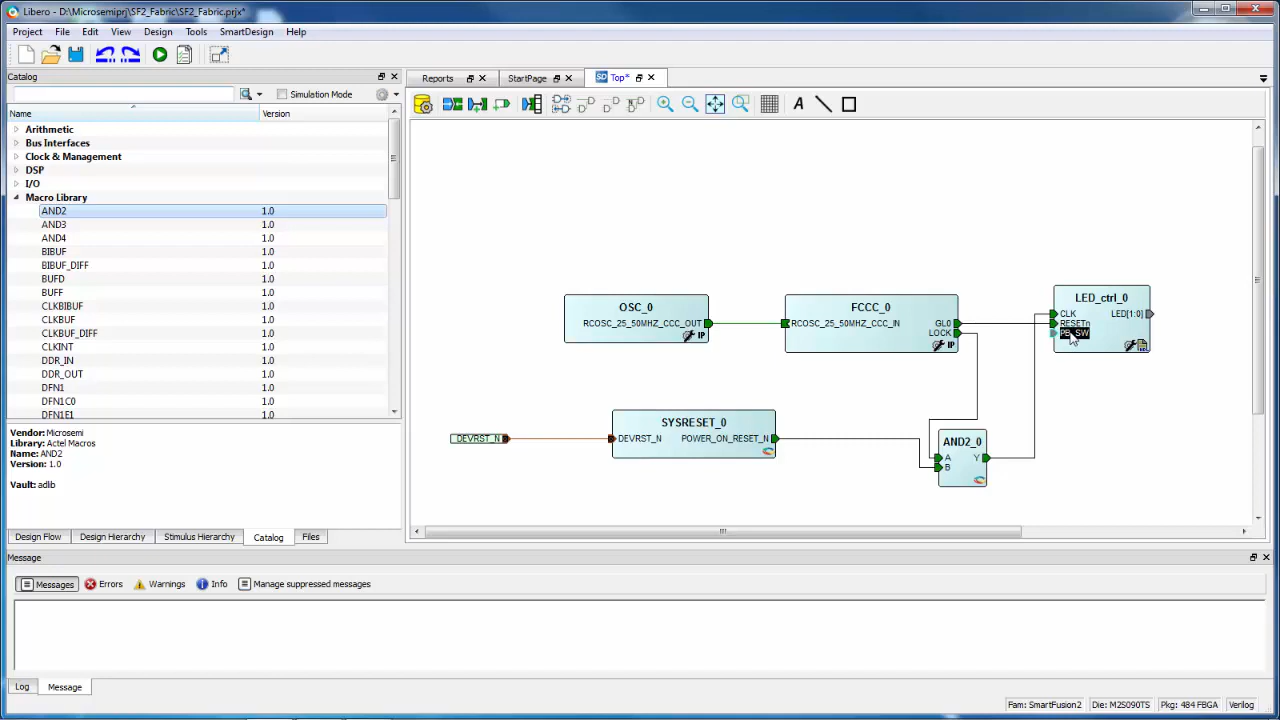 Libero - D:\Microsemiprj\SF2_Fabric\SF2_Fabric.prjx*
Project File Edit View Design Tools SmartDesign Help
Catalog
Reports StartPage SD Top*
Simulation Mode
A
Name Version
Arithmetic
Bus Interfaces
Clock & Management
DSP
I/O
Macro Library
AND2 1.0
AND3 1.0
AND4 1.0
BIBUF 1.0
BIBUF_DIFF 1.0
BUFD 1.0
BUFF 1.0
CLKBIBUF 1.0
CLKBUF 1.0
CLKBUF_DIFF 1.0
CLKINT 1.0
DDR_IN 1.0
DDR_OUT 1.0
DFN1 1.0
DFN1C0 1.0
DFN1E1 1.0
Vendor: Microsemi
Library: Actel Macros
Name: AND2
Version: 1.0
Vault: adlib
Design Flow Design Hierarchy Stimulus Hierarchy Catalog Files
OSC_0
RCOSC_25_50MHZ_CCC_OUT
IP
FCCC_0
RCOSC_25_50MHZ_CCC_IN GL0
LOCK
IP
LED_ctrl_0
CLK LED[1:0]
RESETn
PB_SW
DEVRST_N
SYSRESET_0
DEVRST_N POWER_ON_RESET_N
AND2_0
A Y
B
Message
Messages Errors Warnings Info Manage suppressed messages
Log Message
Fam: SmartFusion2 Die: M2S090TS Pkg: 484 FBGA Verilog